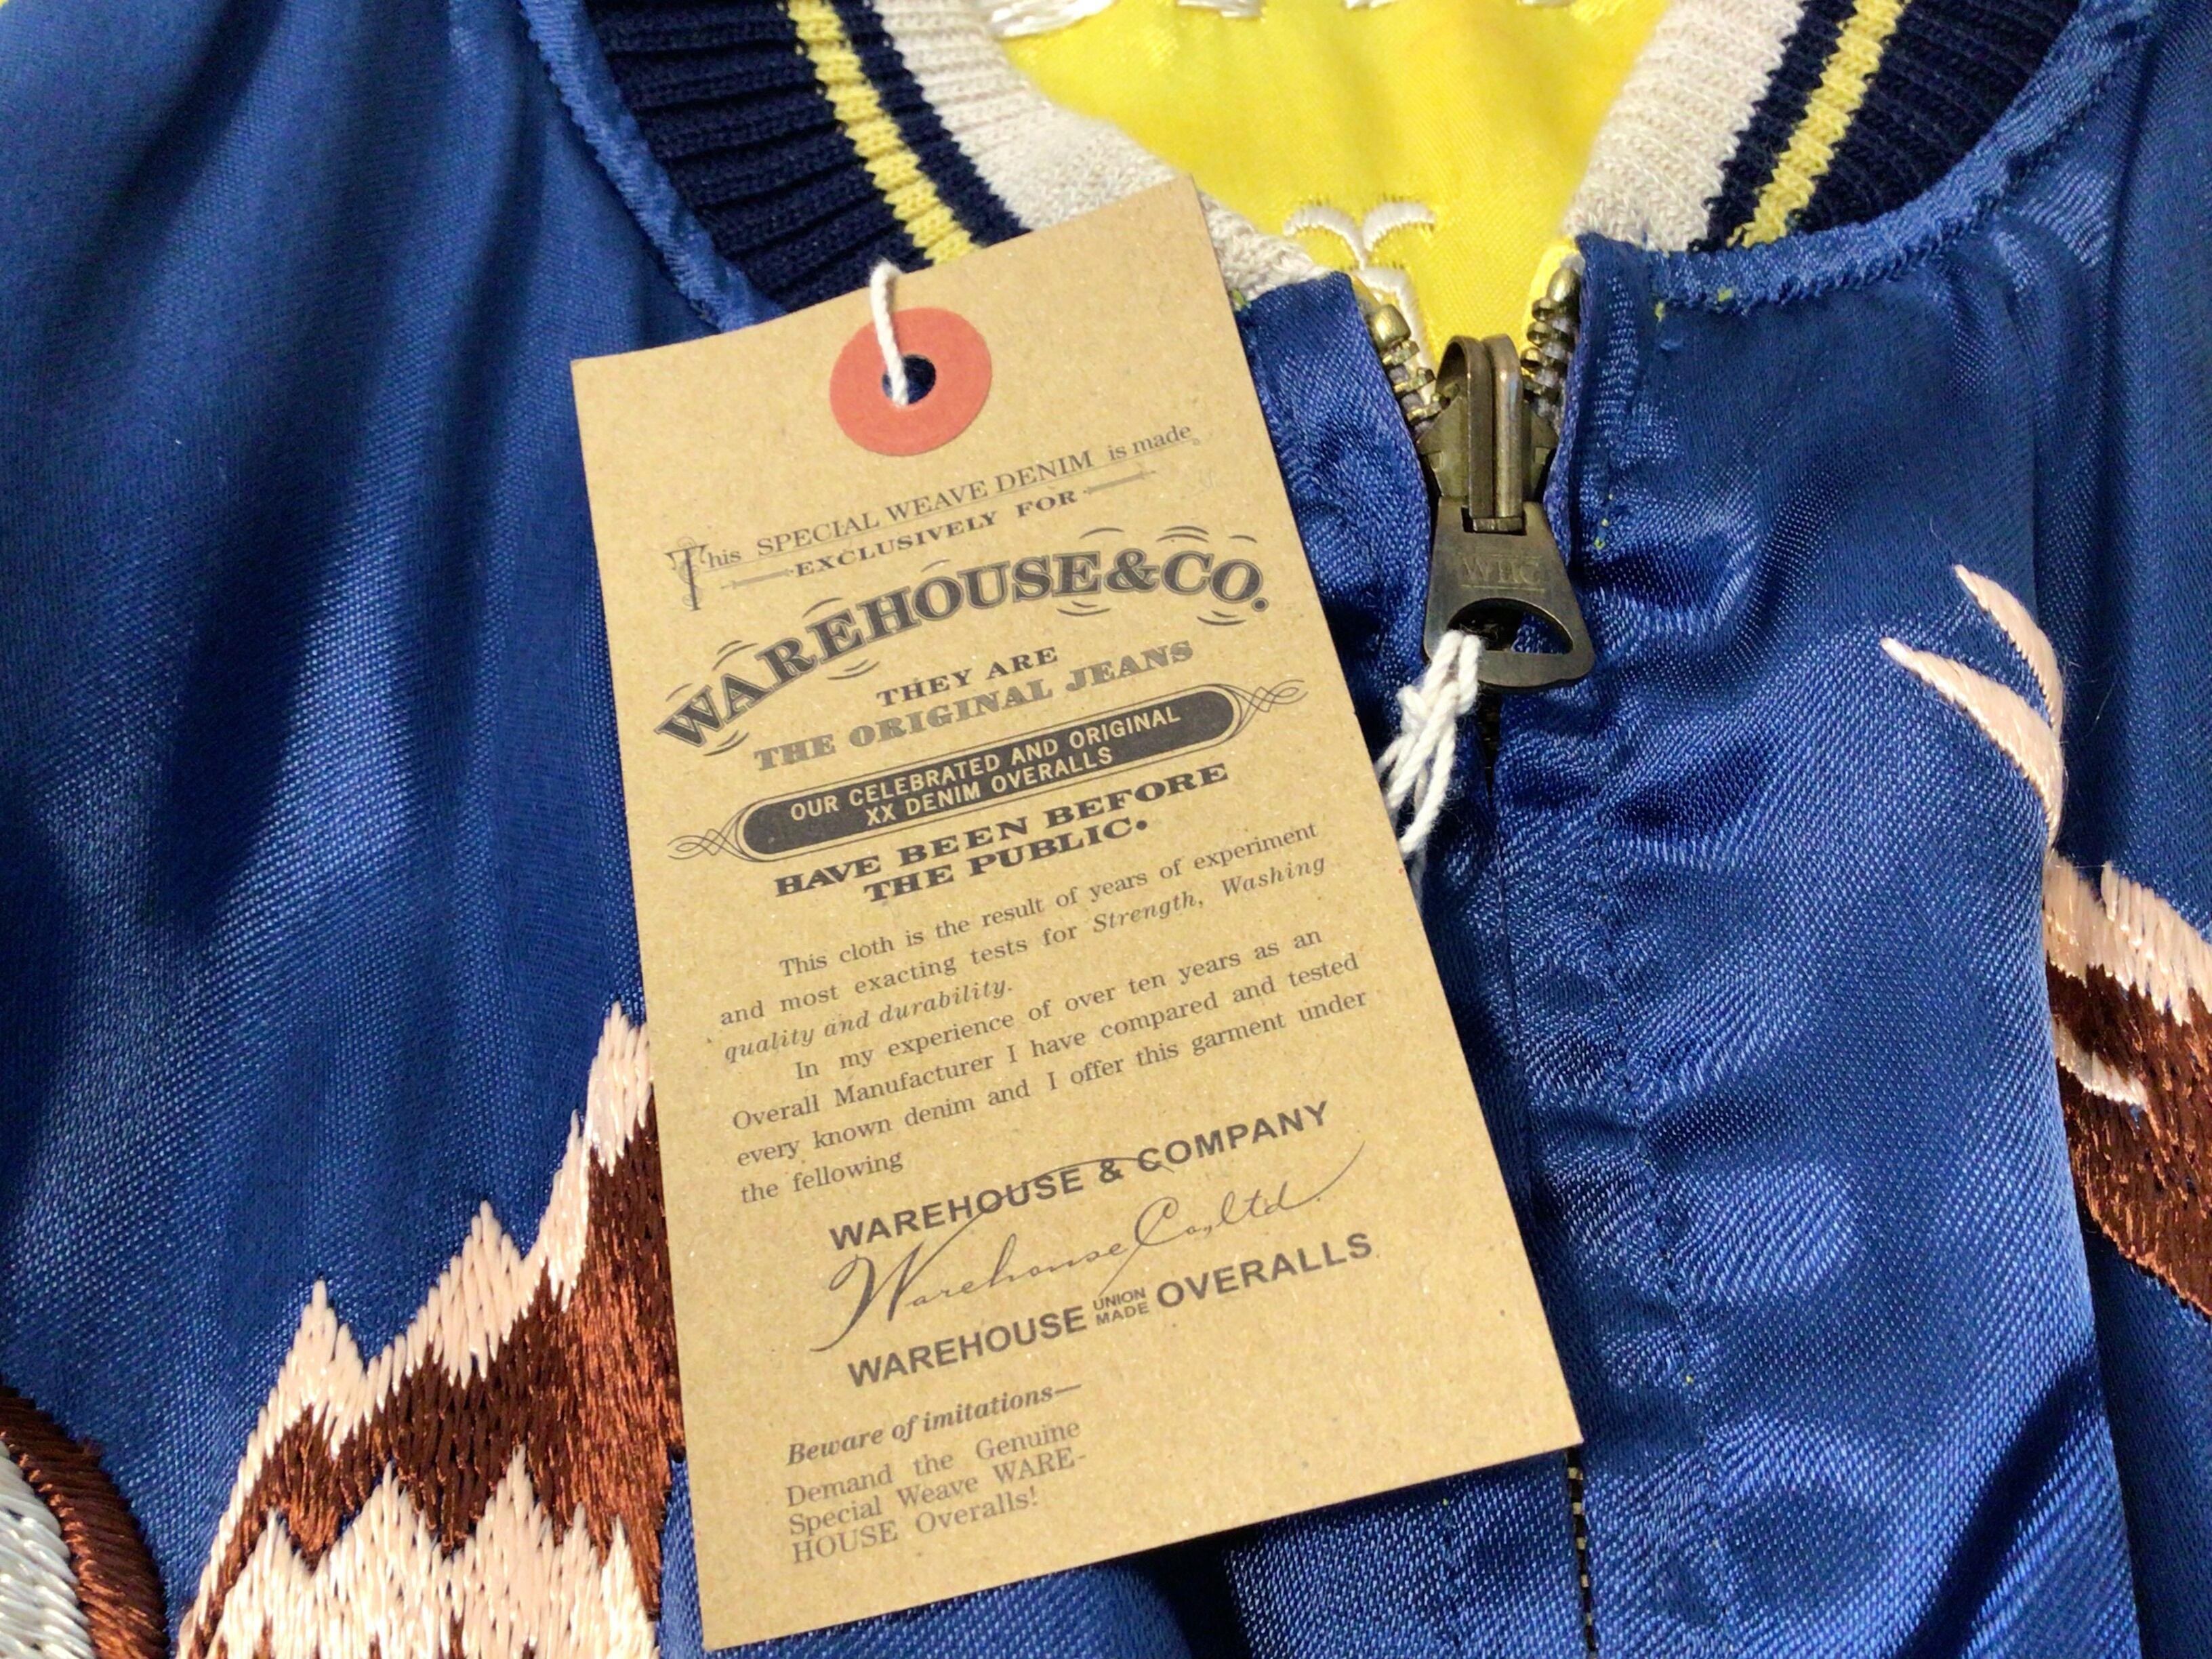 This SPECIAL WEAVE DENIM is made
EXCLUSIVELY FOR
WAREHOUSE&CO.
THEY ARE
THE ORIGINAL JEANS
OUR CELEBRATED AND ORIGINAL
XX DENIM OVERALLS
HAVE BEEN BEFORE
THE PUBLIC.
This cloth is the result of years of experiment
and most exacting tests for Strength, Washing
quality and durability.
In my experience of over ten years as an
Overall Manufacturer I have compared and tested
every known denim and I offer this garment under
the fellowing
WAREHOUSE & COMPANY
Warehouse Co,.ltd.
WAREHOUSE UNION MADE OVERALLS
Beware of imitations—
Demand the Genuine
Special Weave WARE-
HOUSE Overalls!
WHC